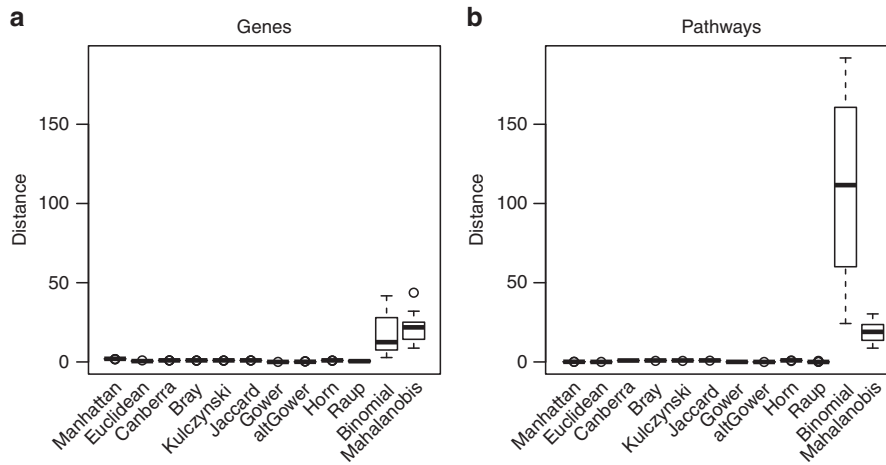 a
Genes
Distance
150
100
50
0
Manhattan
Euclidean
Canberra
Bray
Kulczynski
Jaccard
Gower
altGower
Horn
Raup
Binomial
Mahalanobis
b
Pathways
Distance
150
100
50
0
Manhattan
Euclidean
Canberra
Bray
Kulczynski
Jaccard
Gower
altGower
Horn
Raup
Binomial
Mahalanobis